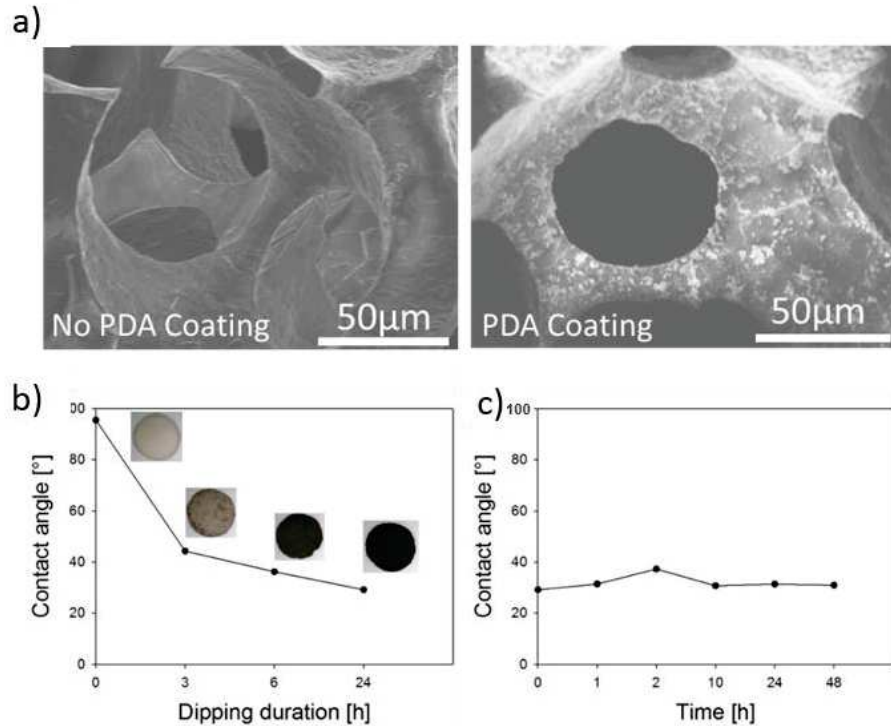 a)
No PDA Coating
50µm
PDA Coating
50µm
b)
00
80
60
40
20
0
Contact angle [°]
0 3 6 24
Dipping duration [h]
c)
100
80
60
40
20
0
Contact angle [°]
0 1 2 10 24 48
Time [h]